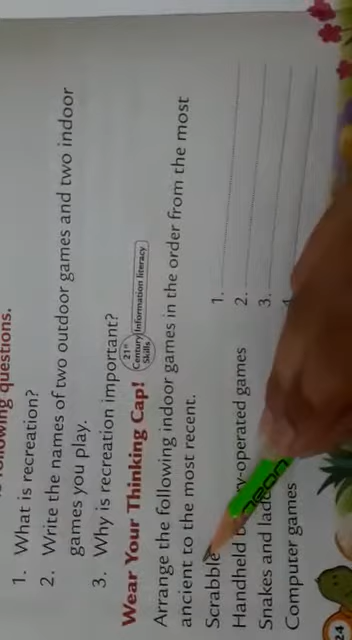 following questions.
1. What is recreation?
2. Write the names of two outdoor games and two indoor
games you play.
3. Why is recreation important?
Wear Your Thinking Cap! 21st Century Skills Information literacy
Arrange the following indoor games in the order from the most
ancient to the most recent.
Scrabble 1.
Handheld -operated games 2.
Snakes and 3.
Computer games
24